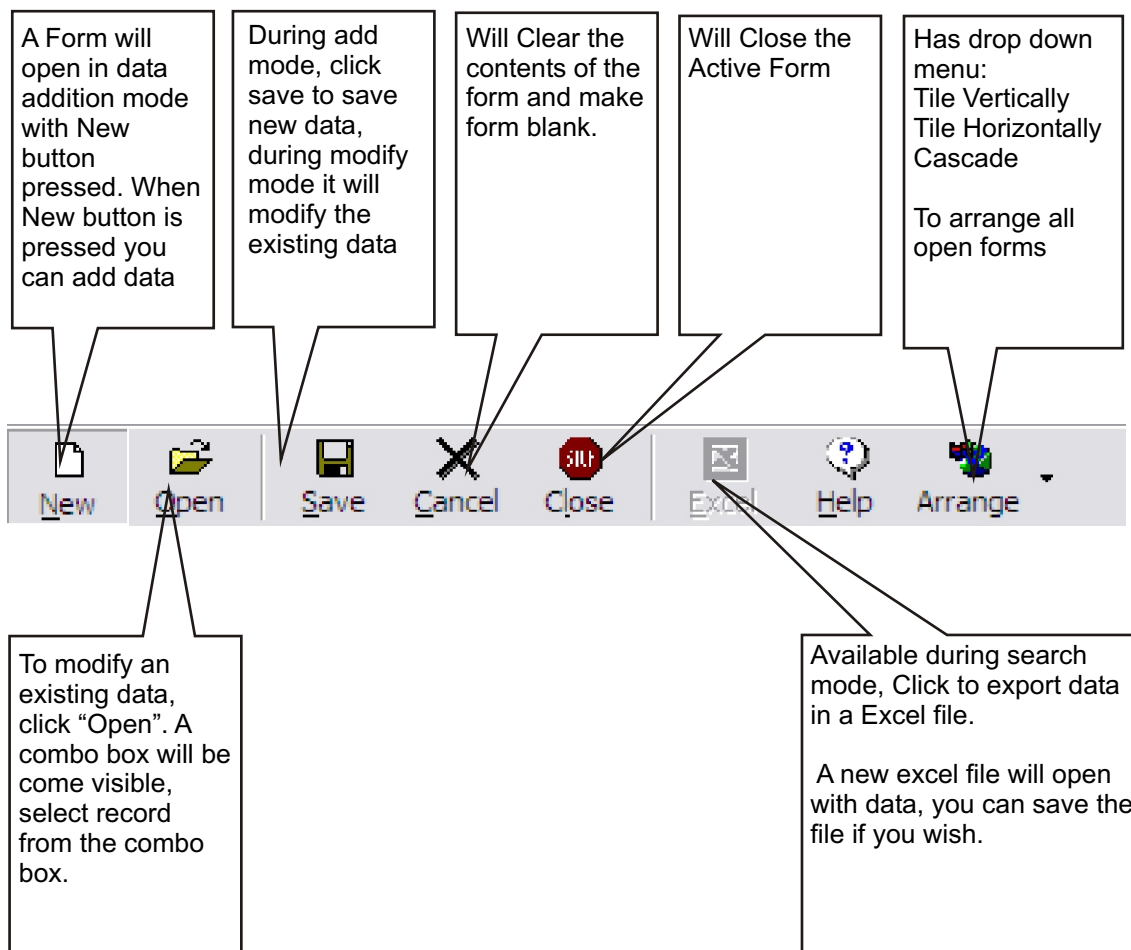 A Form will
open in data
addition mode
with New
button
pressed. When
New button is
pressed you
can add data
During add
mode, click
save to save
new data,
during modify
mode it will
modify the
existing data
Will Clear the
contents of the
form and make
form blank.
Will Close the
Active Form
Has drop down
menu:
Tile Vertically
Tile Horizontally
Cascade
To arrange all
open forms
New
Open
Save
Cancel
Close
Excel
Help
Arrange
To modify an
existing data,
click “Open”. A
combo box will be
come visible,
select record
from the combo
box.
Available during search
mode, Click to export data
in a Excel file.
A new excel file will open
with data, you can save the
file if you wish.